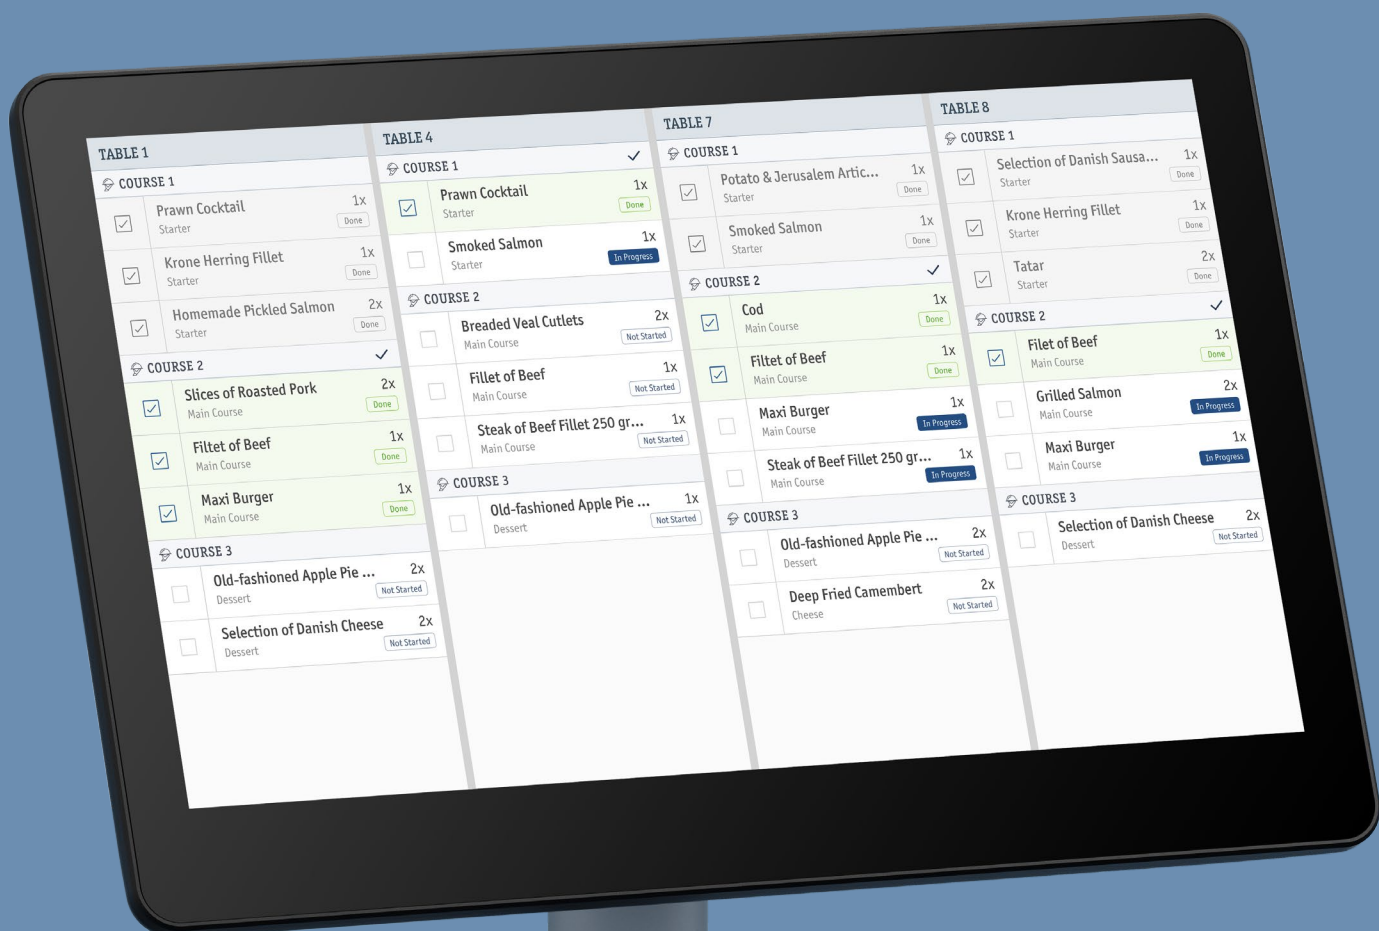 TABLE 1
COURSE 1
Prawn Cocktail 1x
Starter Done
Krone Herring Fillet 1x
Starter Done
Homemade Pickled Salmon 2x
Starter Done
COURSE 2
Slices of Roasted Pork 2x
Main Course Done
Filtet of Beef 1x
Main Course Done
Maxi Burger 1x
Main Course Done
COURSE 3
Old-fashioned Apple Pie ... 2x
Dessert Not Started
Selection of Danish Cheese 2x
Dessert Not Started
TABLE 4
COURSE 1
Prawn Cocktail 1x
Starter Done
Smoked Salmon 1x
Starter In Progress
COURSE 2
Breaded Veal Cutlets 2x
Main Course Not Started
Fillet of Beef 1x
Main Course Not Started
Steak of Beef Fillet 250 gr... 1x
Main Course Not Started
COURSE 3
Old-fashioned Apple Pie ... 1x
Dessert Not Started
TABLE 7
COURSE 1
Potato & Jerusalem Artic... 1x
Starter Done
Smoked Salmon 1x
Starter Done
COURSE 2
Cod 1x
Main Course Done
Filtet of Beef 1x
Main Course Done
Maxi Burger 1x
Main Course In Progress
Steak of Beef Fillet 250 gr... 1x
Main Course In Progress
COURSE 3
Old-fashioned Apple Pie ... 2x
Dessert Not Started
Deep Fried Camembert 2x
Cheese Not Started
TABLE 8
COURSE 1
Selection of Danish Sausa... 1x
Starter Done
Krone Herring Fillet 1x
Starter Done
Tatar 2x
Starter Done
COURSE 2
Filet of Beef 1x
Main Course Done
Grilled Salmon 2x
Main Course In Progress
Maxi Burger 1x
Main Course In Progress
COURSE 3
Selection of Danish Cheese 2x
Dessert Not Started